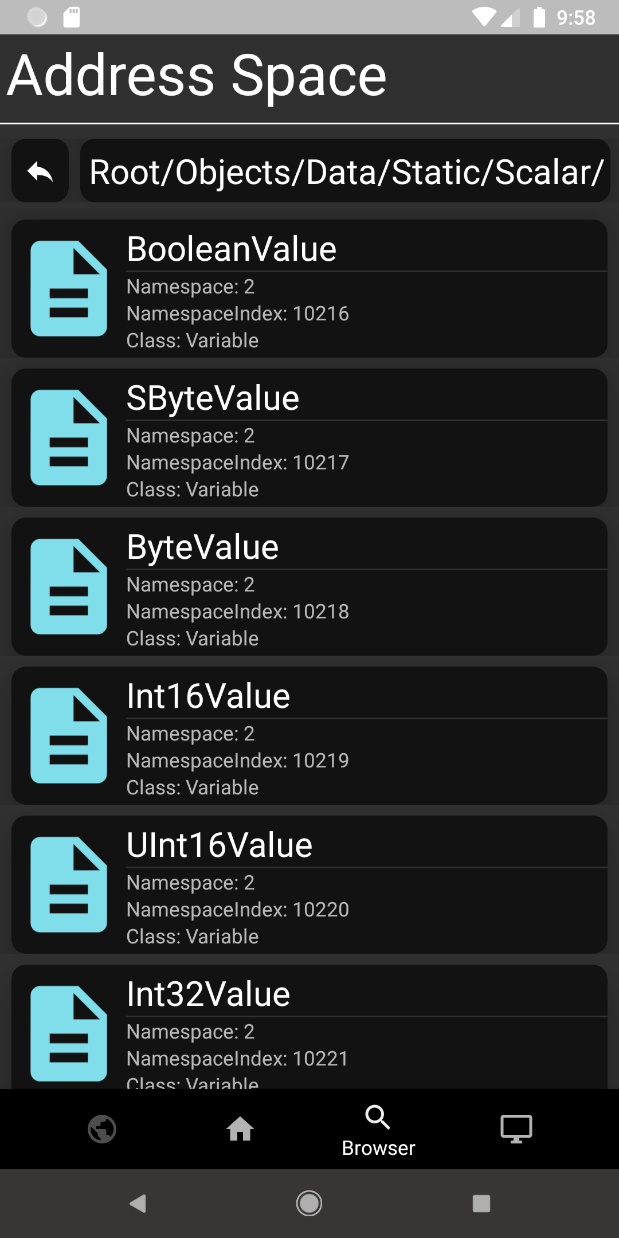 9:58
Address Space
Root/Objects/Data/Static/Scalar/
BooleanValue
Namespace: 2
NamespaceIndex: 10216
Class: Variable
SByteValue
Namespace: 2
NamespaceIndex: 10217
Class: Variable
ByteValue
Namespace: 2
NamespaceIndex: 10218
Class: Variable
Int16Value
Namespace: 2
NamespaceIndex: 10219
Class: Variable
UInt16Value
Namespace: 2
NamespaceIndex: 10220
Class: Variable
Int32Value
Namespace: 2
NamespaceIndex: 10221
Class: Variable
Browser